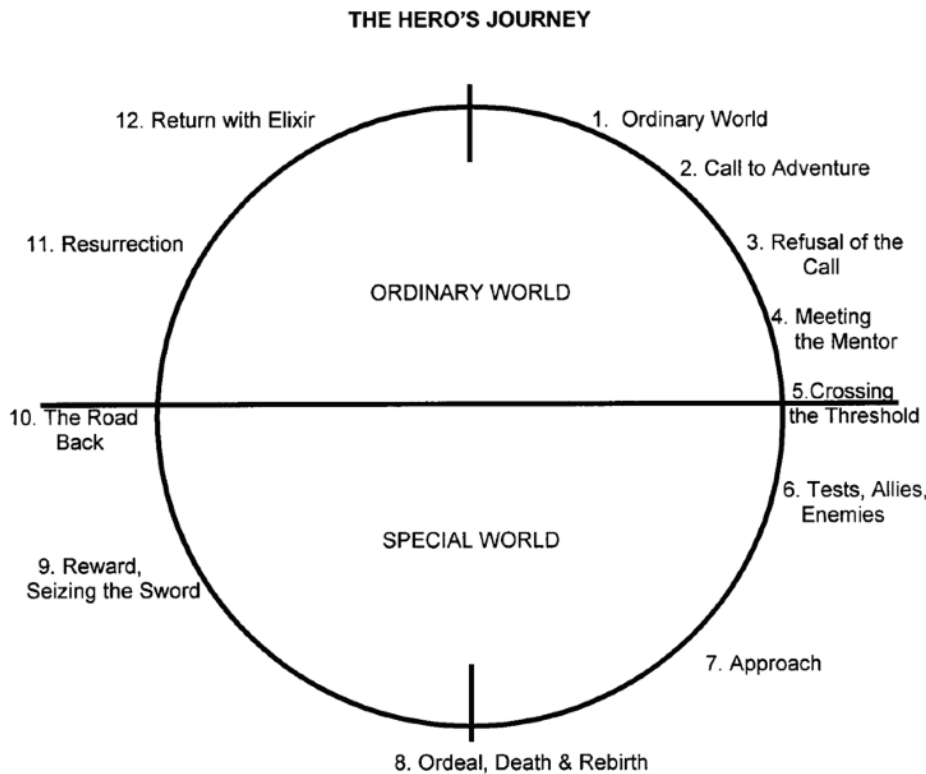 THE HERO'S JOURNEY
12. Return with Elixir
1. Ordinary World
2. Call to Adventure
11. Resurrection
3. Refusal of the
Call
ORDINARY WORLD
4. Meeting
the Mentor
5.Crossing
the Threshold
10. The Road
Back
6. Tests, Allies,
Enemies
SPECIAL WORLD
9. Reward,
Seizing the Sword
7. Approach
8. Ordeal, Death & Rebirth